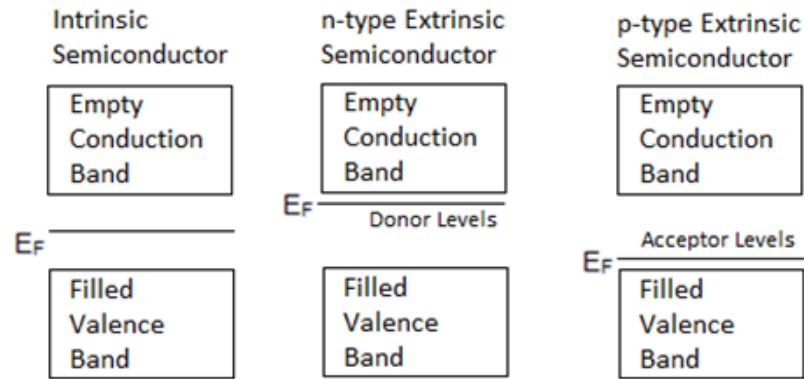 Intrinsic
Semiconductor
Empty
Conduction
Band
EF
Filled
Valence
Band
n-type Extrinsic
Semiconductor
Empty
Conduction
Band
EF
Donor Levels
Filled
Valence
Band
p-type Extrinsic
Semiconductor
Empty
Conduction
Band
Acceptor Levels
EF
Filled
Valence
Band